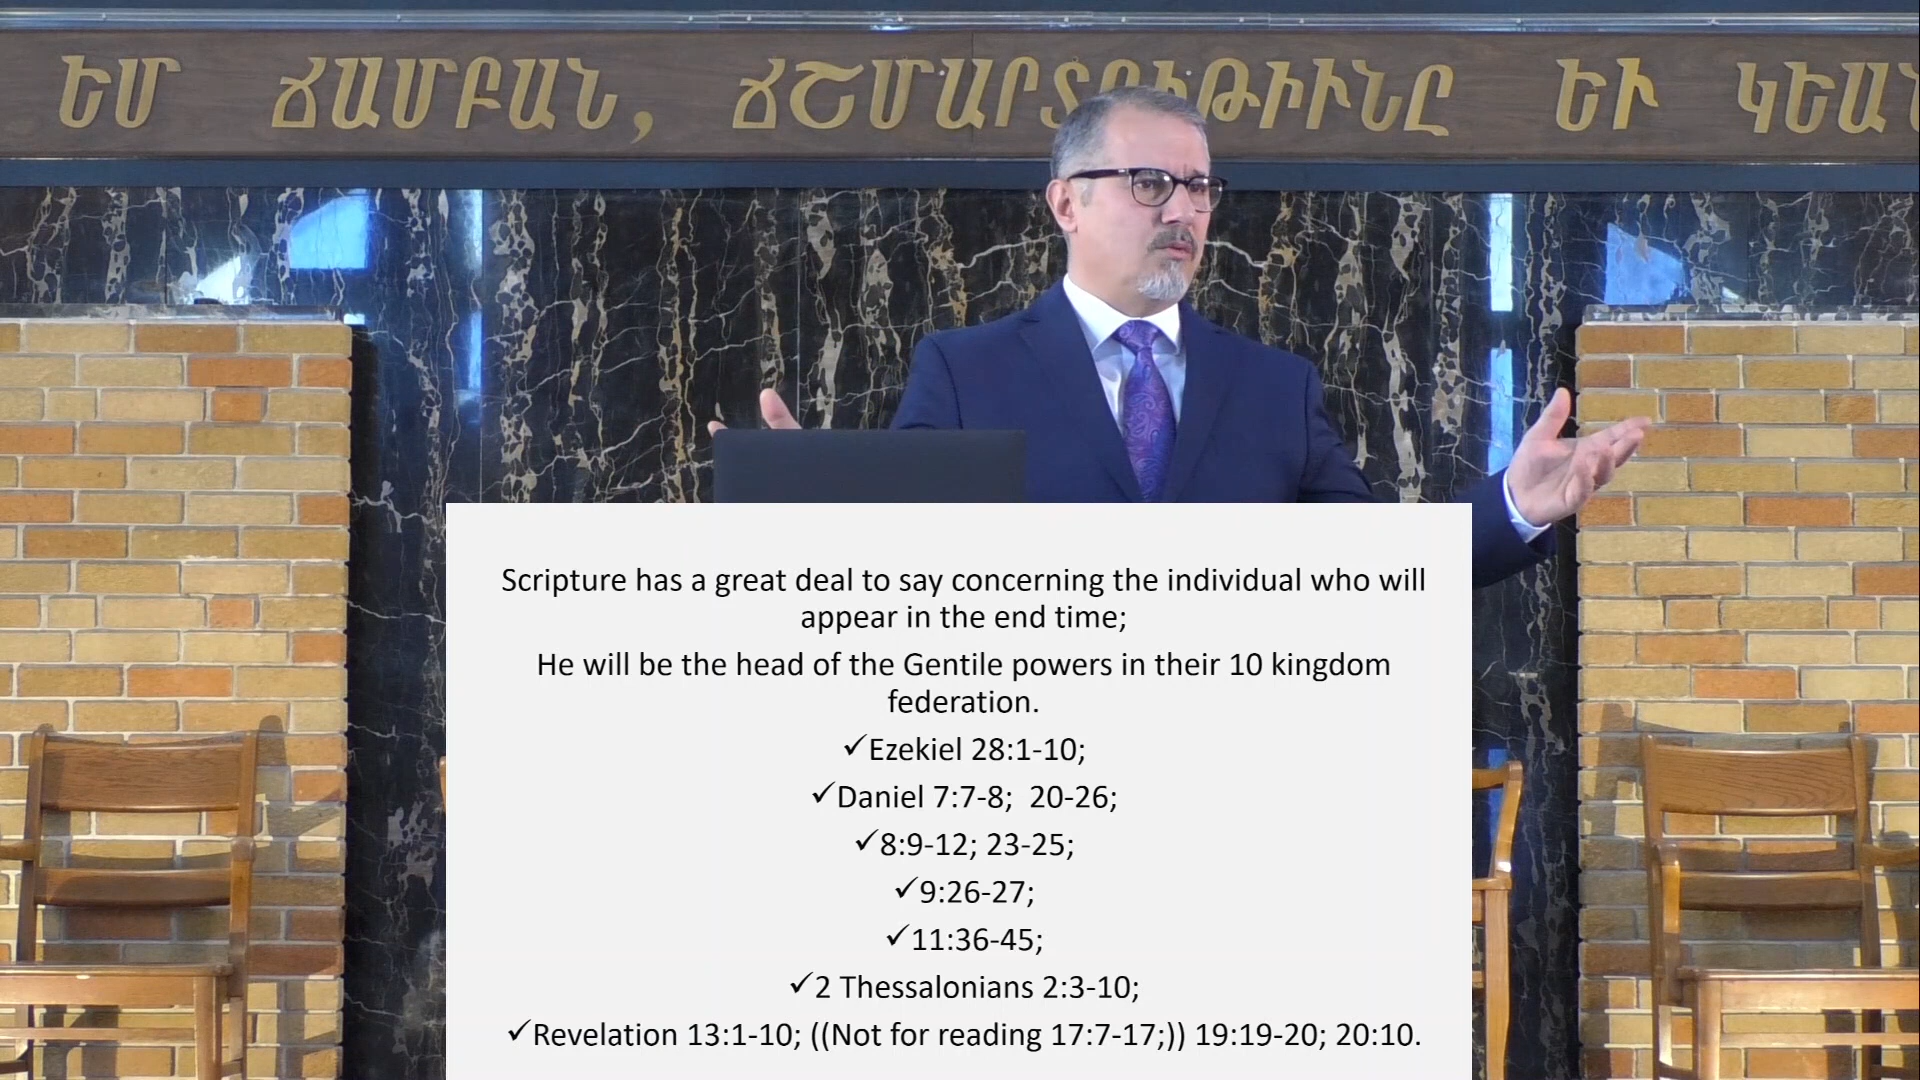 ԵՄ ՃԱՄԲԱՆ, ՃՇՄԱՐՏՈՒԹԻՒՆԸ ԵՒ ԿԵԱՆ
Scripture has a great deal to say concerning the individual who will
appear in the end time;
He will be the head of the Gentile powers in their 10 kingdom
federation.
✓Ezekiel 28:1-10;
✓Daniel 7:7-8; 20-26;
✓8:9-12; 23-25;
✓9:26-27;
✓11:36-45;
✓2 Thessalonians 2:3-10;
✓Revelation 13:1-10; ((Not for reading 17:7-17;)) 19:19-20; 20:10.